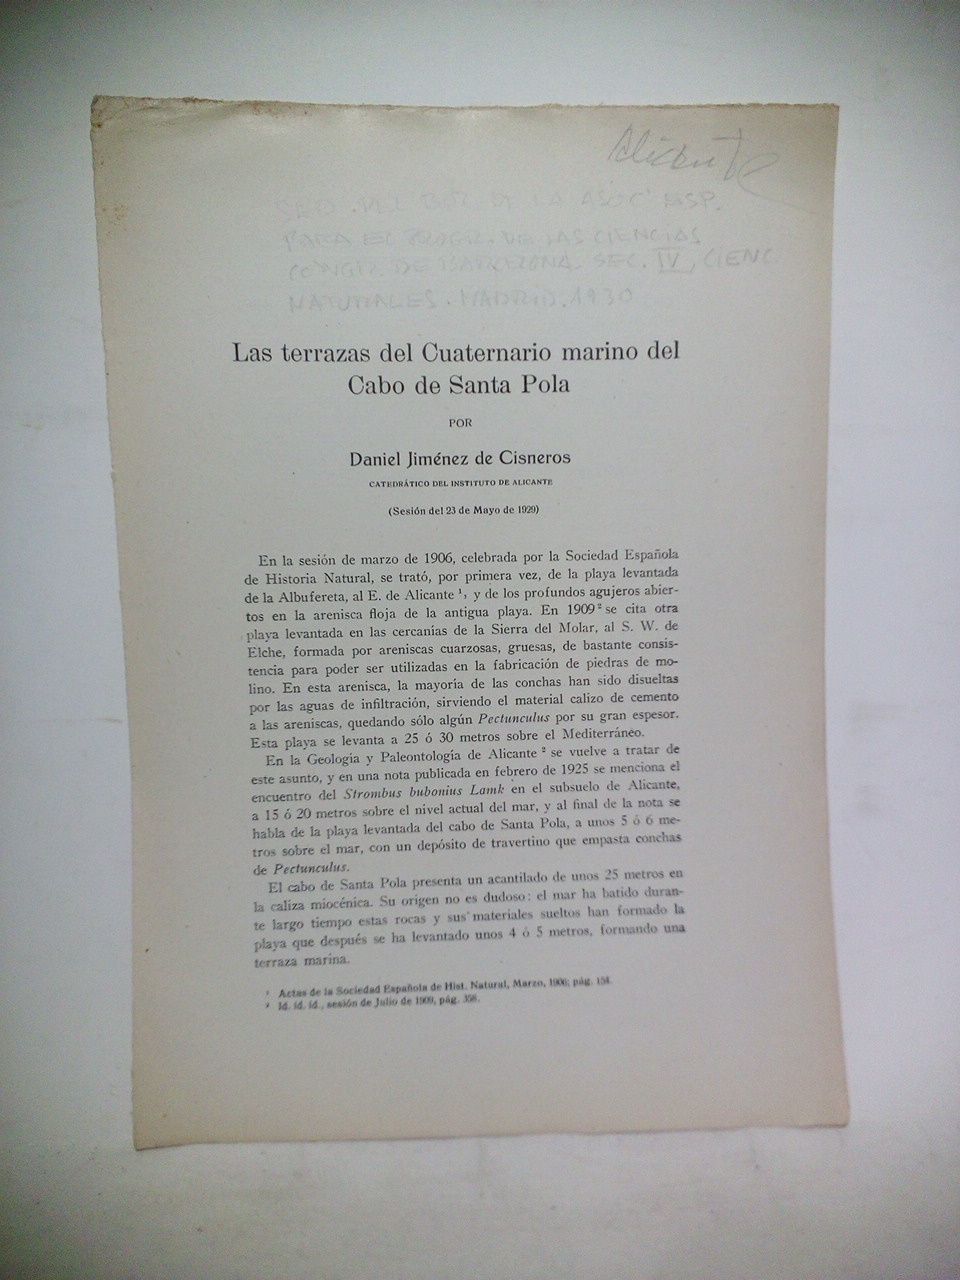 Alicante
DE LA ASOC. ESP.
PARA EL PROGR. DE LAS CIENCIAS
DE BARCELONA. SEC. IV, CIENC.
NATURALES. MADRID. 1930
Las terrazas del Cuaternario marino del
Cabo de Santa Pola
POR
Daniel Jiménez de Cisneros
CATEDRÁTICO DEL INSTITUTO DE ALICANTE
(Sesión del 23 de Mayo de 1929)
En la sesión de marzo de 1906, celebrada por la Sociedad Española
de Historia Natural, se trató, por primera vez, de la playa levantada
de la Albufereta, al E. de Alicante ¹, y de los profundos agujeros abier-
tos en la arenisca floja de la antigua playa. En 1909 ² se cita otra
playa levantada en las cercanías de la Sierra del Molar, al S. W. de
Elche, formada por areniscas cuarzosas, gruesas, de bastante consis-
tencia para poder ser utilizadas en la fabricación de piedras de mo-
lino. En esta arenisca, la mayoría de las conchas han sido disueltas
por las aguas de infiltración, sirviendo el material calizo de cemento
a las areniscas, quedando sólo algún Pectunculus por su gran espesor.
Esta playa se levanta a 25 ó 30 metros sobre el Mediterráneo.
En la Geología y Paleontología de Alicante ² se vuelve a tratar de
este asunto, y en una nota publicada en febrero de 1925 se menciona el
encuentro del Strombus bubonius Lamk en el subsuelo de Alicante,
a 15 ó 20 metros sobre el nivel actual del mar, y al final de la nota se
habla de la playa levantada del cabo de Santa Pola, a unos 5 ó 6 me-
tros sobre el mar, con un depósito de travertino que empasta conchas
de Pectunculus.
El cabo de Santa Pola presenta un acantilado de unos 25 metros en
la caliza miocénica. Su origen no es dudoso: el mar ha batido duran-
te largo tiempo estas rocas y sus materiales sueltos han formado la
playa que después se ha levantado unos 4 ó 5 metros, formando una
terraza marina.
¹ Actas de la Sociedad Española de Hist. Natural, Marzo, 1906; pág. 154.
² Id. íd. íd., sesión de Julio de 1909, pág. 358.